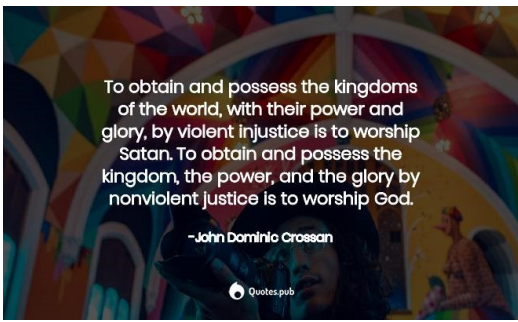 To obtain and possess the kingdoms
of the world, with their power and
glory, by violent injustice is to worship
Satan. To obtain and possess the
kingdom, the power, and the glory by
nonviolent justice is to worship God.
-John Dominic Crossan
Quotes.pub